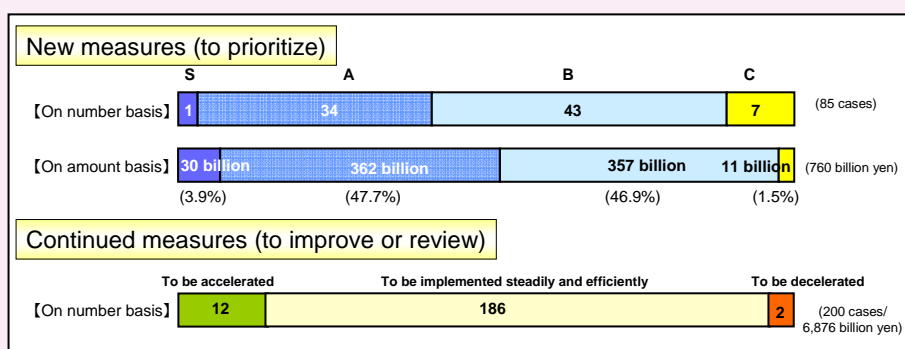 New measures (to prioritize)
S A B C
【On number basis】 1 34 43 7 (85 cases)
【On amount basis】 30 billion 362 billion 357 billion 11 billion (760 billion yen)
(3.9%) (47.7%) (46.9%) (1.5%)
Continued measures (to improve or review)
To be accelerated To be implemented steadily and efficiently To be decelerated
【On number basis】 12 186 2 (200 cases/
6,876 billion yen)